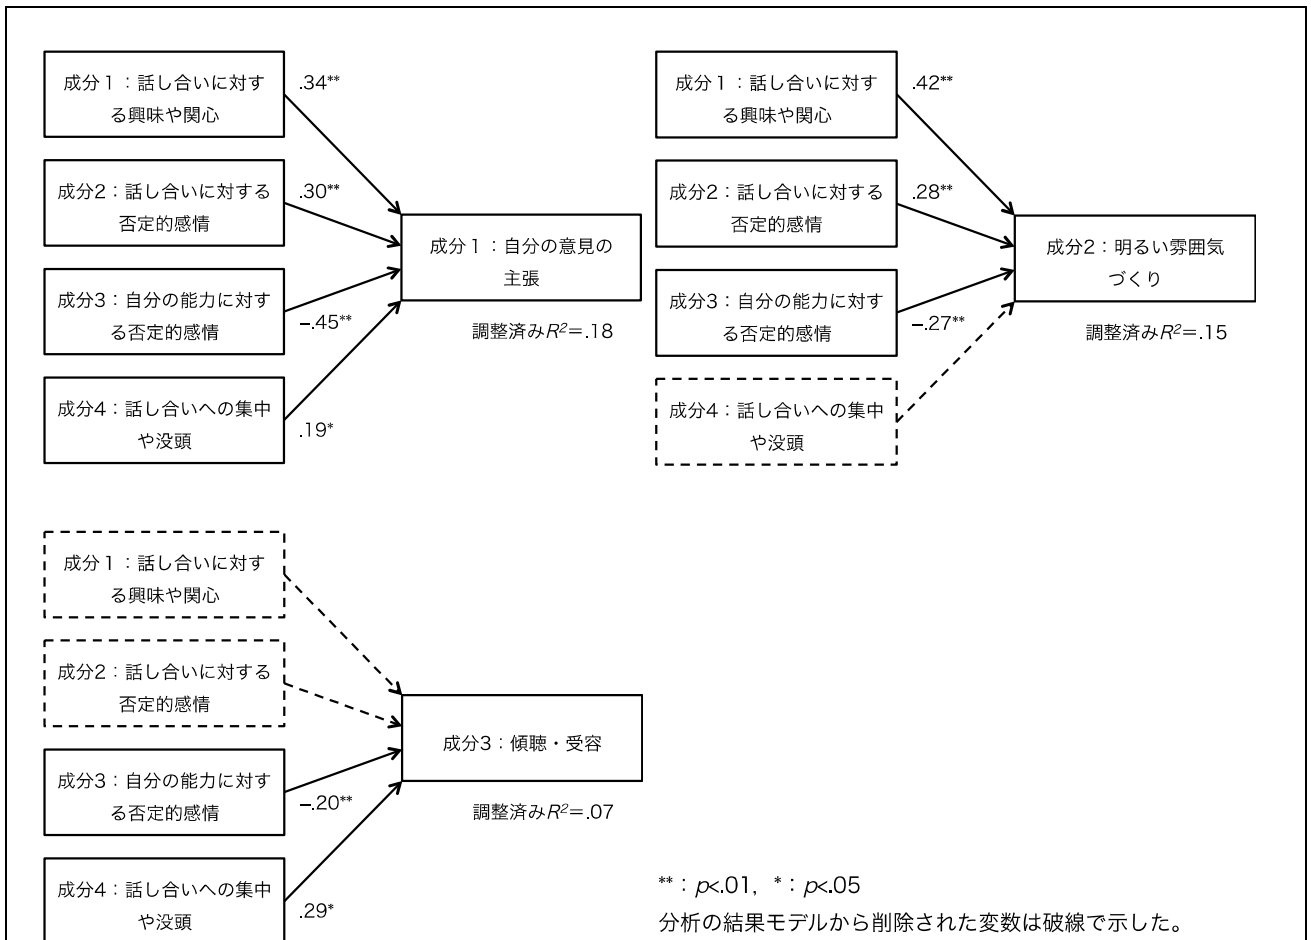 成分1：話し合いに対す
る興味や関心
.34**
成分2：話し合いに対する
否定的感情
.30**
成分3：自分の能力に対す
る否定的感情
–.45**
成分4：話し合いへの集中
や没頭
.19*
成分1：自分の意見の
主張
調整済みR²=.18
成分1：話し合いに対す
る興味や関心
.42**
成分2：話し合いに対する
否定的感情
.28**
成分3：自分の能力に対す
る否定的感情
–.27**
成分4：話し合いへの集中
や没頭
成分2：明るい雰囲気
づくり
調整済みR²=.15
成分1：話し合いに対す
る興味や関心
成分2：話し合いに対する
否定的感情
成分3：自分の能力に対す
る否定的感情
–.20**
成分4：話し合いへの集中
や没頭
.29*
成分3：傾聴・受容
調整済みR²=.07
**：p<.01，*：p<.05
分析の結果モデルから削除された変数は破線で示した。